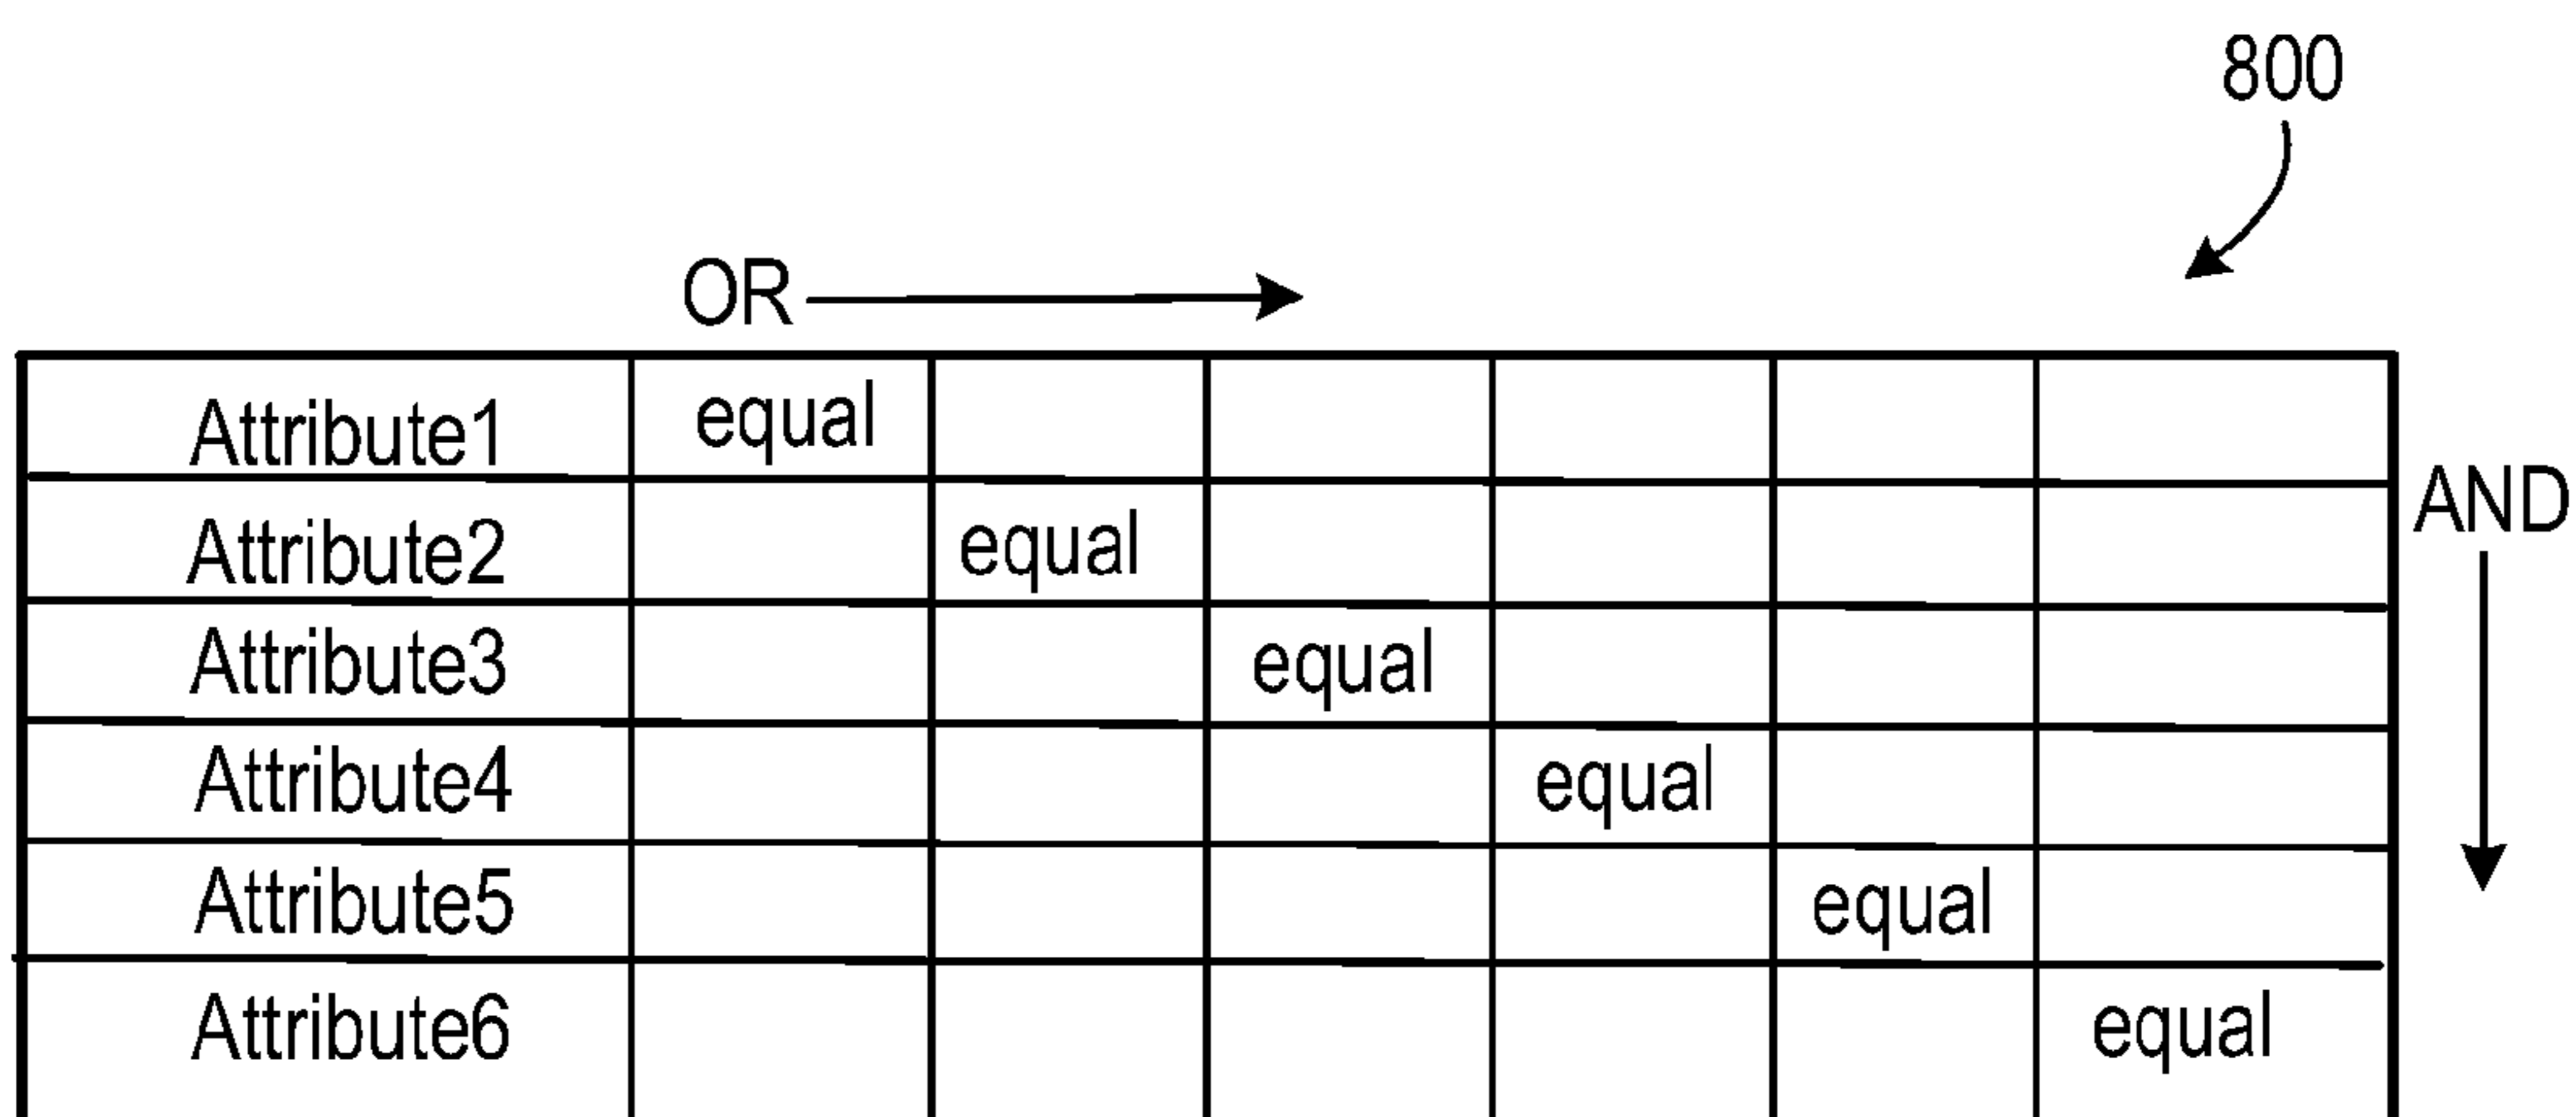 800
OR
Attribute1 equal
AND
Attribute2 equal
Attribute3 equal
Attribute4 equal
Attribute5 equal
Attribute6 equal